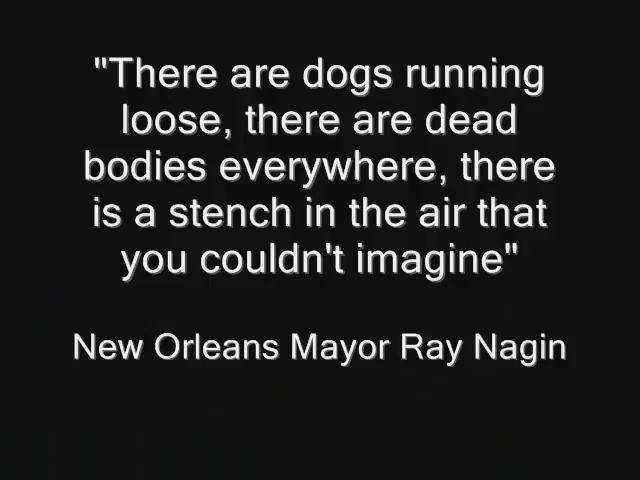 "There are dogs running
loose, there are dead
bodies everywhere, there
is a stench in the air that
you couldn't imagine"
New Orleans Mayor Ray Nagin